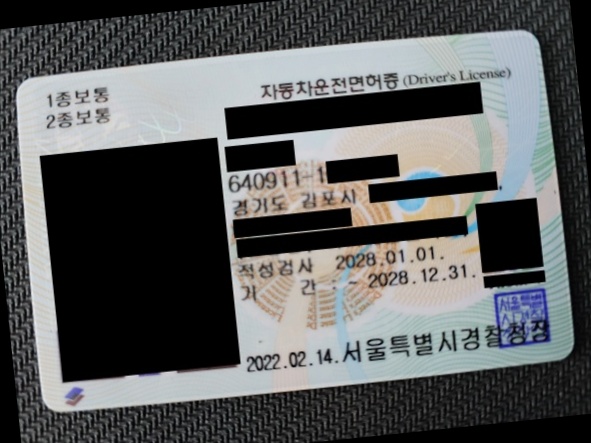 1종보통
2종보통
자동차운전면허증 (Driver's License)
640911-1
경기도 김포시
적성검사 2028.01.01.
기 간 : ~ 2028.12.31.
2022.02.14. 서울특별시경찰청장